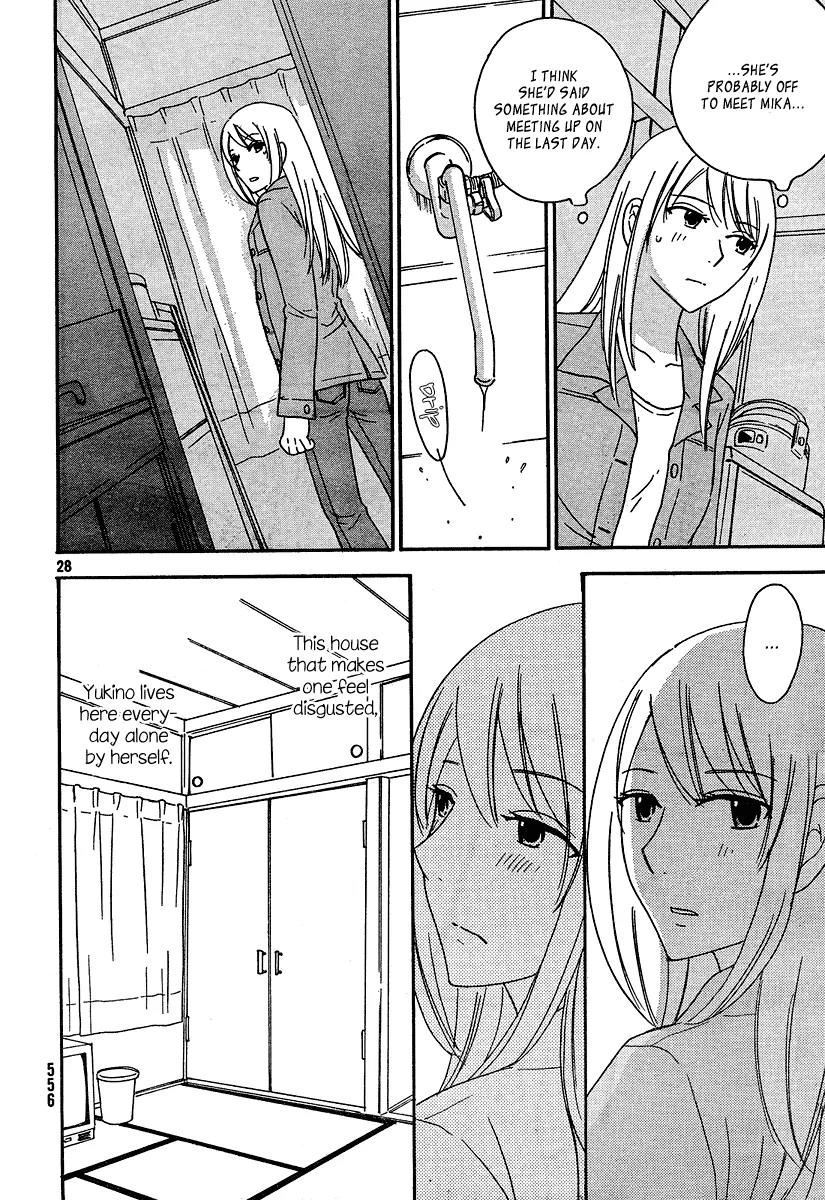 ...SHE'S
PROBABLY OFF
TO MEET MIKA...
I THINK
SHE'D SAID
SOMETHING ABOUT
MEETING UP ON
THE LAST DAY.
Drip
28
...
This house
that makes
one feel
disgusted,
Yukino lives
here every-
day alone
by herself.
556